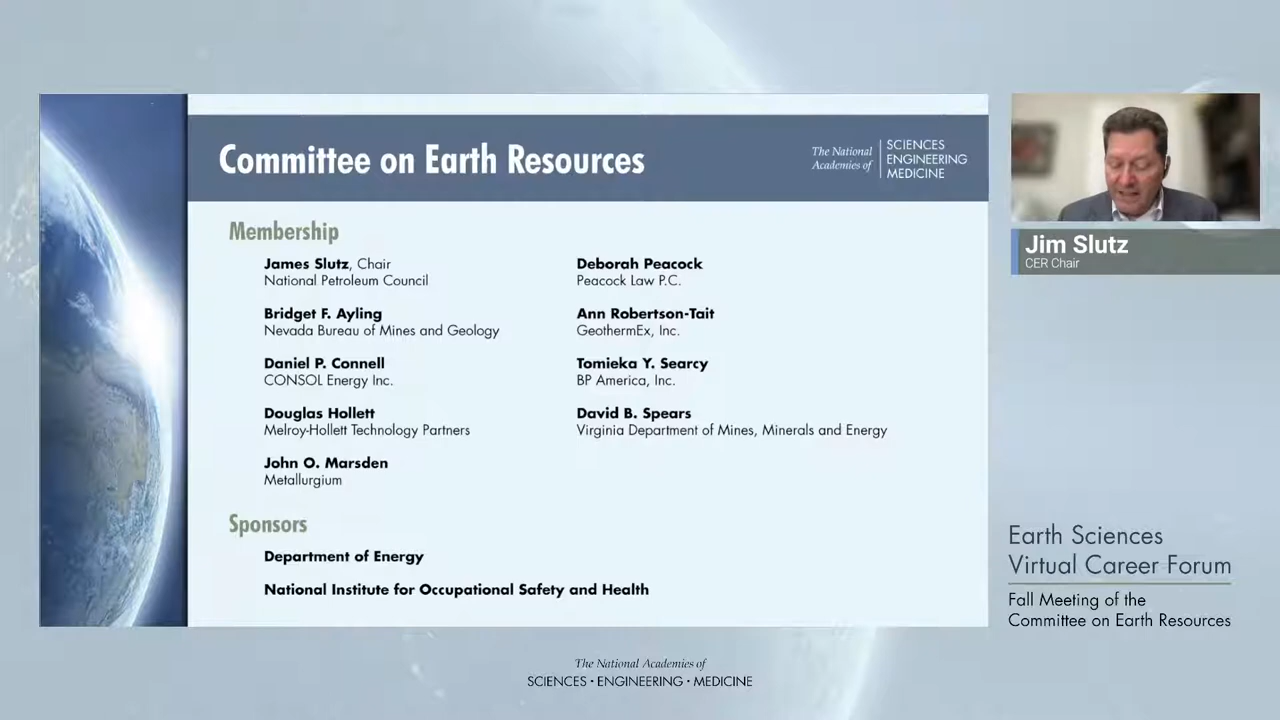 Committee on Earth Resources
The National
Academies of
SCIENCES
ENGINEERING
MEDICINE
Membership
James Slutz, Chair
National Petroleum Council
Bridget F. Ayling
Nevada Bureau of Mines and Geology
Daniel P. Connell
CONSOL Energy Inc.
Douglas Hollett
Melroy-Hollett Technology Partners
John O. Marsden
Metallurgium
Deborah Peacock
Peacock Law P.C.
Ann Robertson-Tait
GeothermEx, Inc.
Tomieka Y. Searcy
BP America, Inc.
David B. Spears
Virginia Department of Mines, Minerals and Energy
Sponsors
Department of Energy
National Institute for Occupational Safety and Health
Jim Slutz
CER Chair
Earth Sciences
Virtual Career Forum
Fall Meeting of the
Committee on Earth Resources
The National Academies of
SCIENCES • ENGINEERING • MEDICINE